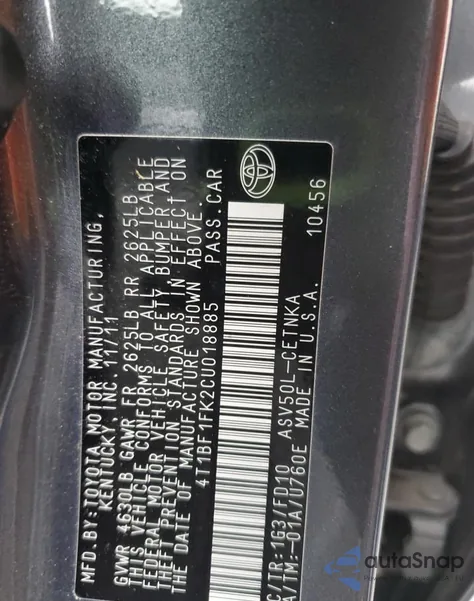 MFD.BY:TOYOTA MOTOR MANUFACTURING,
KENTUCKY, INC. 11/11
GVWR 4630LB GAWR FR 2625LB RR 2625LB
THIS VEHICLE CONFORMS TO ALL APPLICABLE
FEDERAL MOTOR VEHICLE SAFETY, BUMPER, AND
THEFT PREVENTION STANDARDS IN EFFECT ON
THE DATE OF MANUFACTURE SHOWN ABOVE.
4T1BF1FK2CU018885 PASS.CAR
C/TR:1G3/FD10 ASV50L-CETNKA
A/TM:-01A/U760E MADE IN U.S.A.
10456
autoSnap